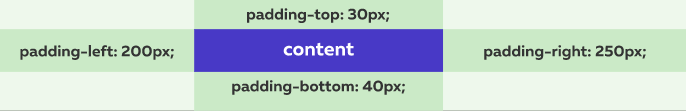 padding-top: 30px;
padding-left: 200px;
content
padding-right: 250px;
padding-bottom: 40px;